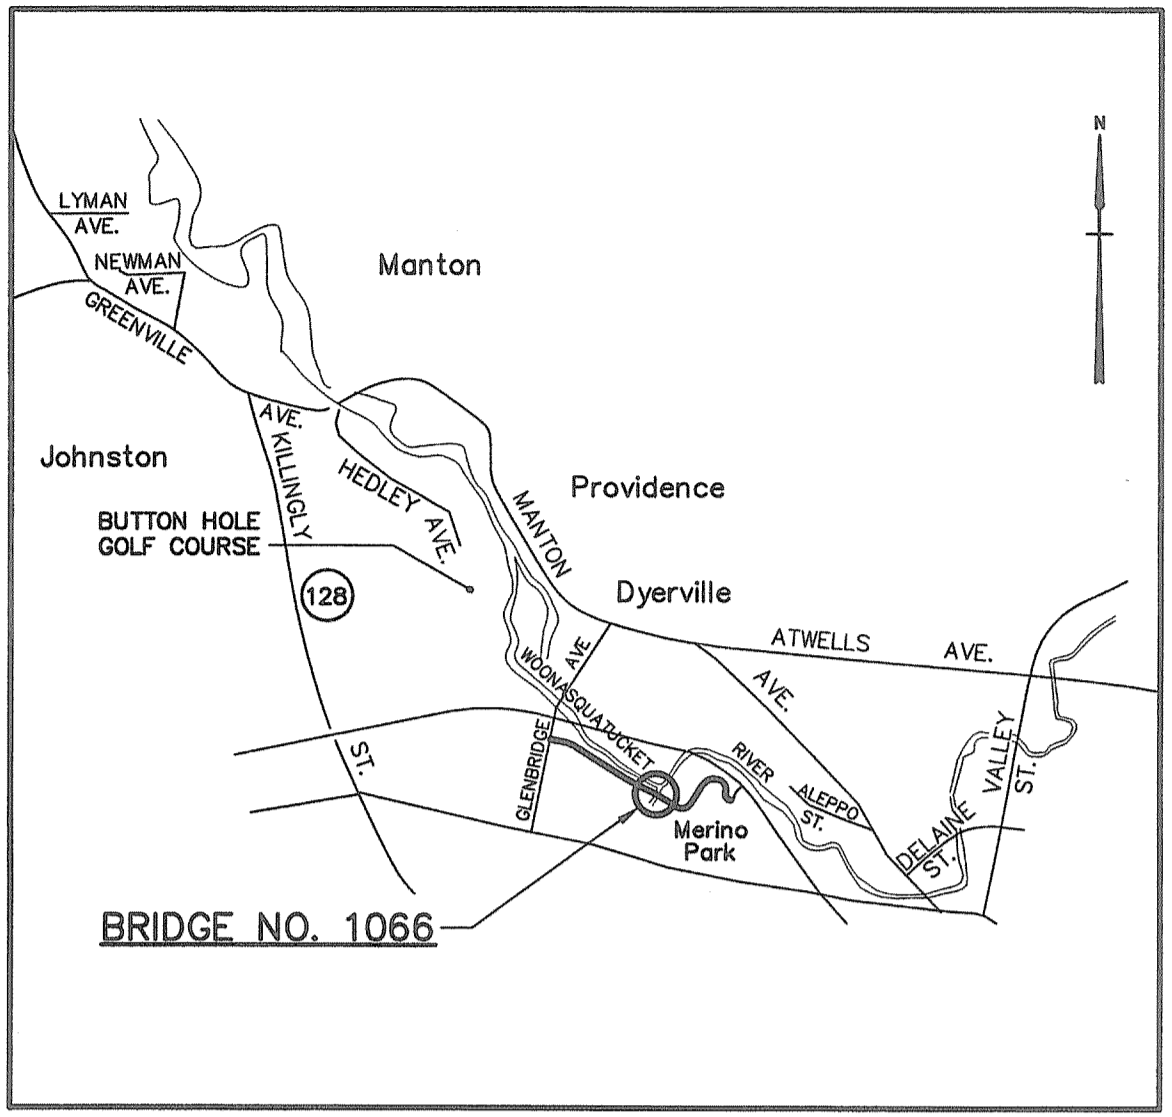 N
LYMAN
AVE.
NEWMAN
AVE.
Manton
GREENVILLE
AVE.
Johnston
KILLINGLY
HEDLEY AVE.
Providence
MANTON
BUTTON HOLE
GOLF COURSE
128
Dyerville
ATWELLS AVE.
AVE
WOONASQUATUCKET
AVE.
GLENBRIDGE
ST.
RIVER
VALLEY
ST.
ALEPPO
ST.
Merino
Park
DELAINE
ST.
BRIDGE NO. 1066